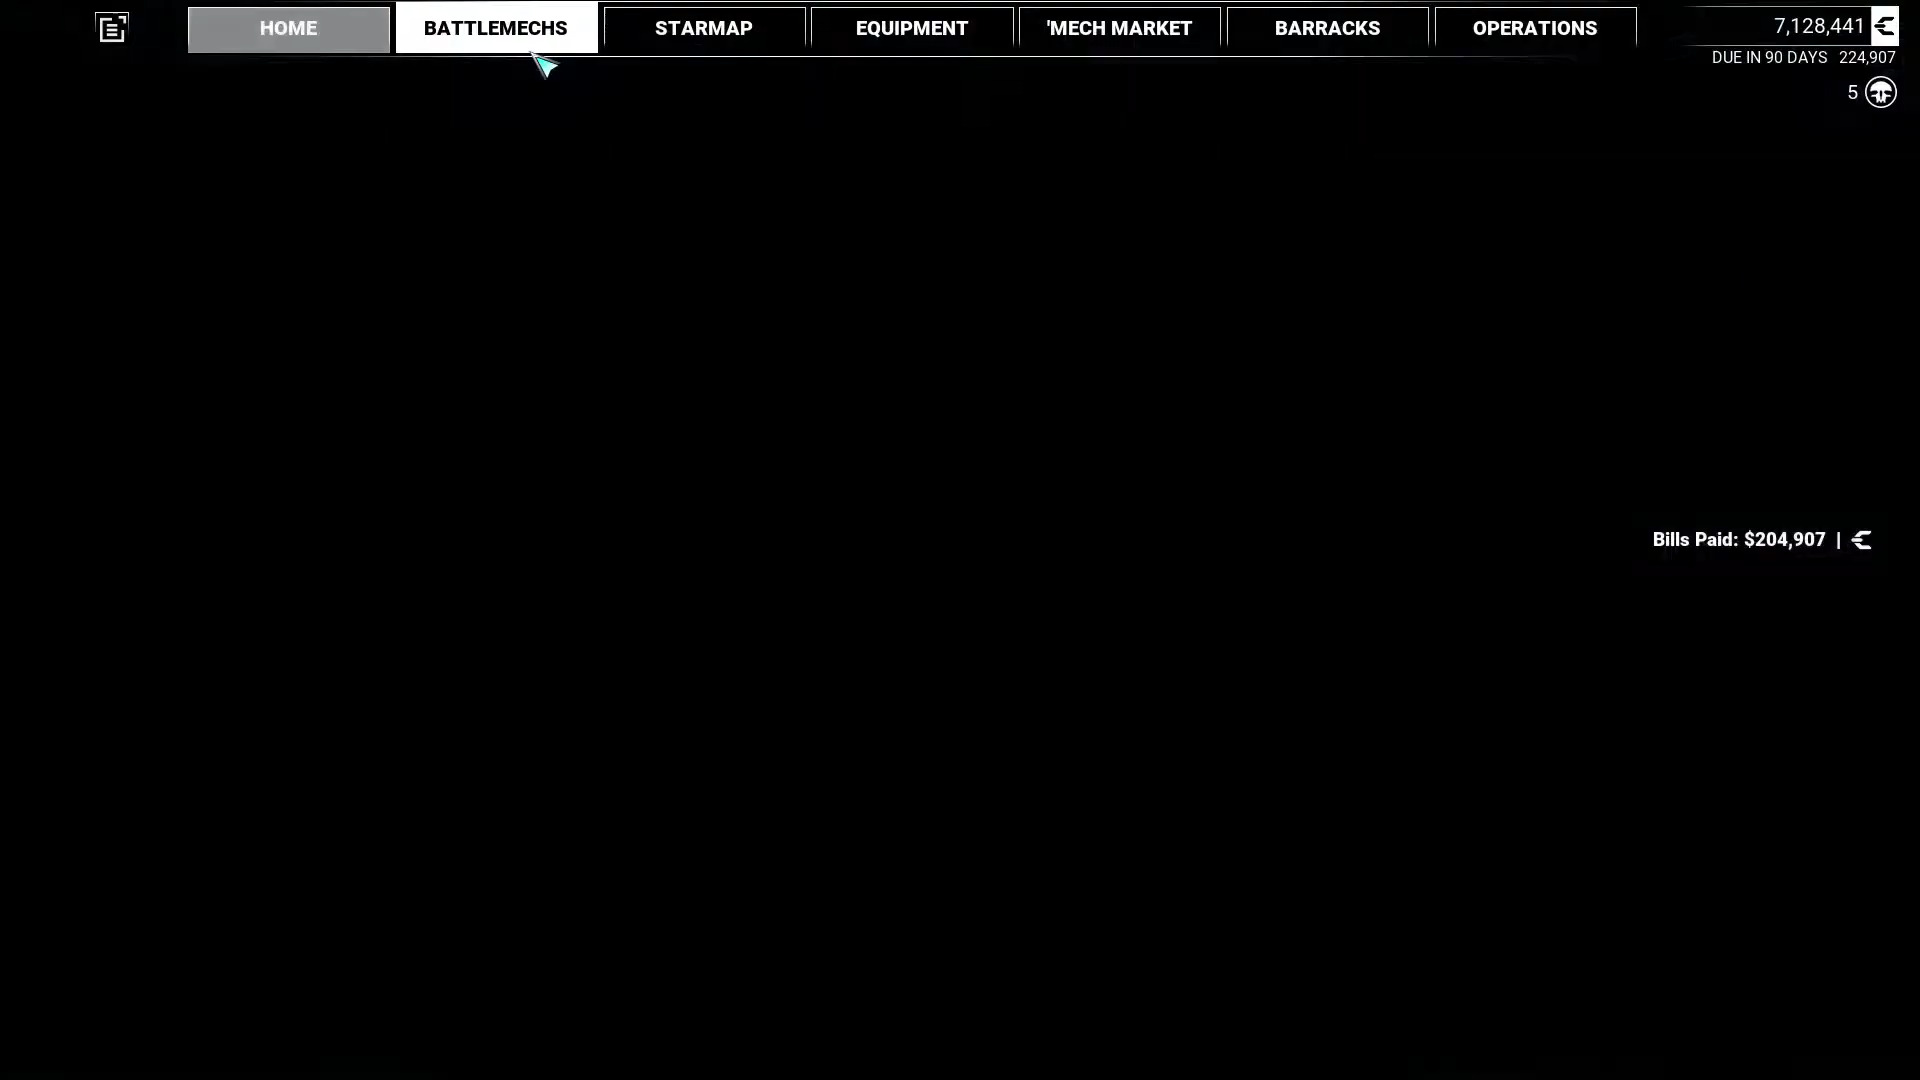 HOME
BATTLEMECHS
STARMAP
EQUIPMENT
'MECH MARKET
BARRACKS
OPERATIONS
7,128,441
DUE IN 90 DAYS 224,907
5
Bills Paid: $204,907 |